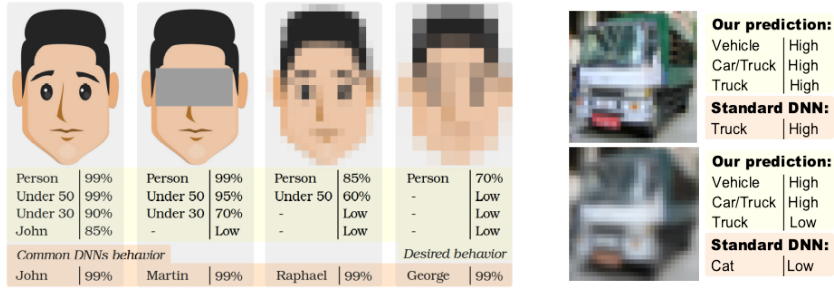 Person 99% Person 99% Person 85% Person 70%
Under 50 99% Under 50 95% Under 50 60% - Low
Under 30 90% Under 30 70% - Low - Low
John 85% - Low - Low - Low
Common DNNs behavior Desired behavior
John 99% Martin 99% Raphael 99% George 99%
Our prediction:
Vehicle High
Car/Truck High
Truck High
Standard DNN:
Truck High
Our prediction:
Vehicle High
Car/Truck High
Truck Low
Standard DNN:
Cat Low